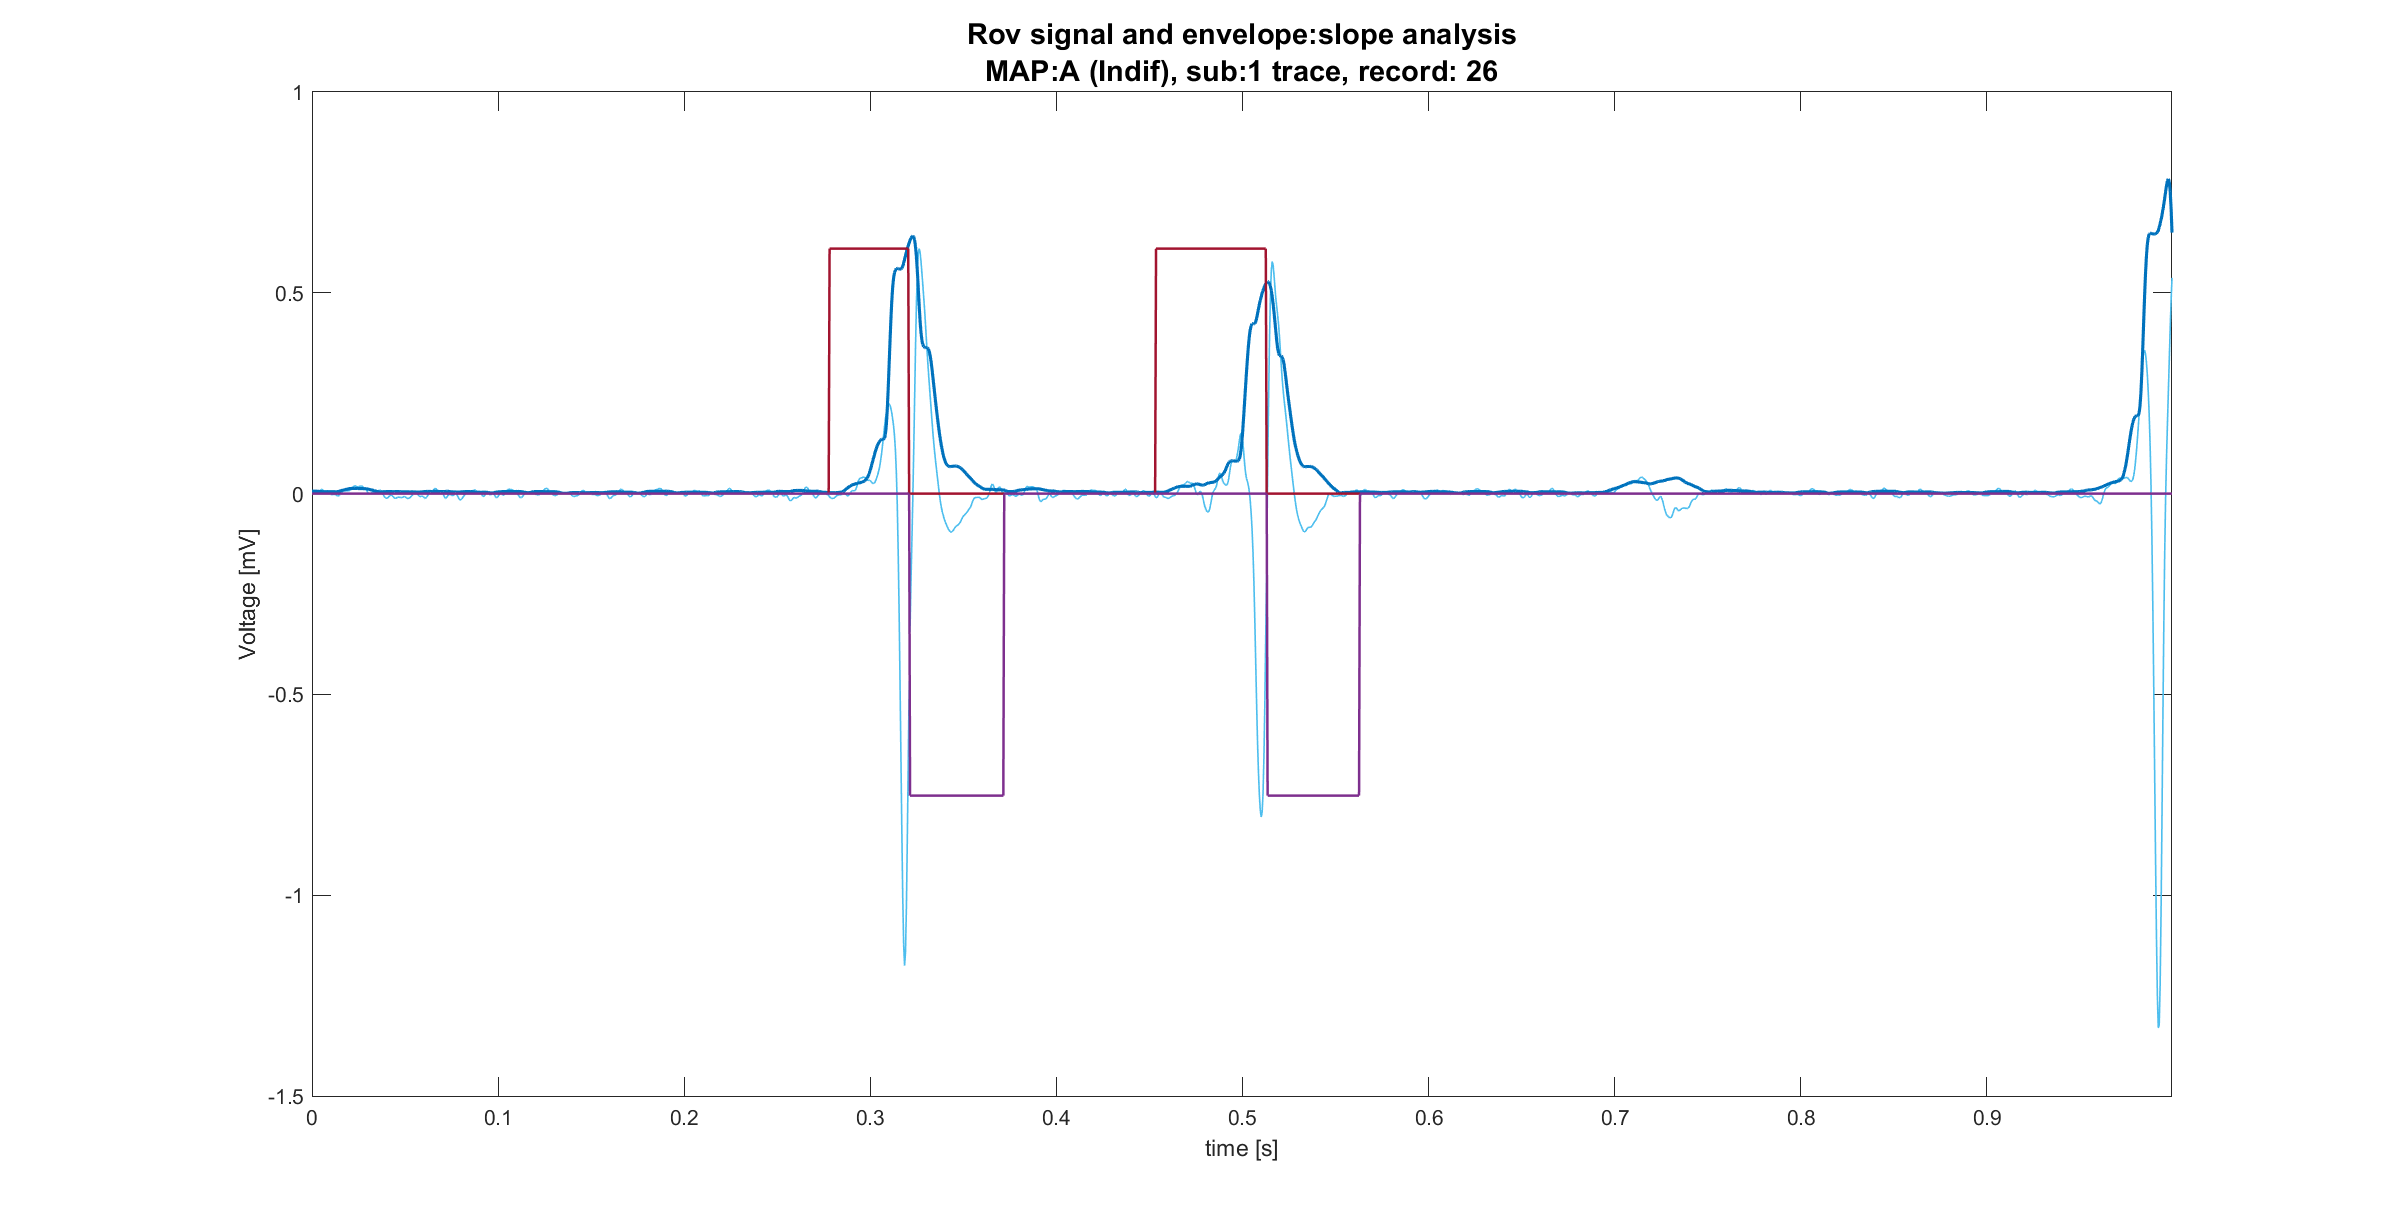 Rov signal and envelope:slope analysis
MAP:A (Indif), sub:1 trace, record: 26
1
0.5
0
-0.5
-1
-1.5
Voltage [mV]
0 0.1 0.2 0.3 0.4 0.5 0.6 0.7 0.8 0.9
time [s]